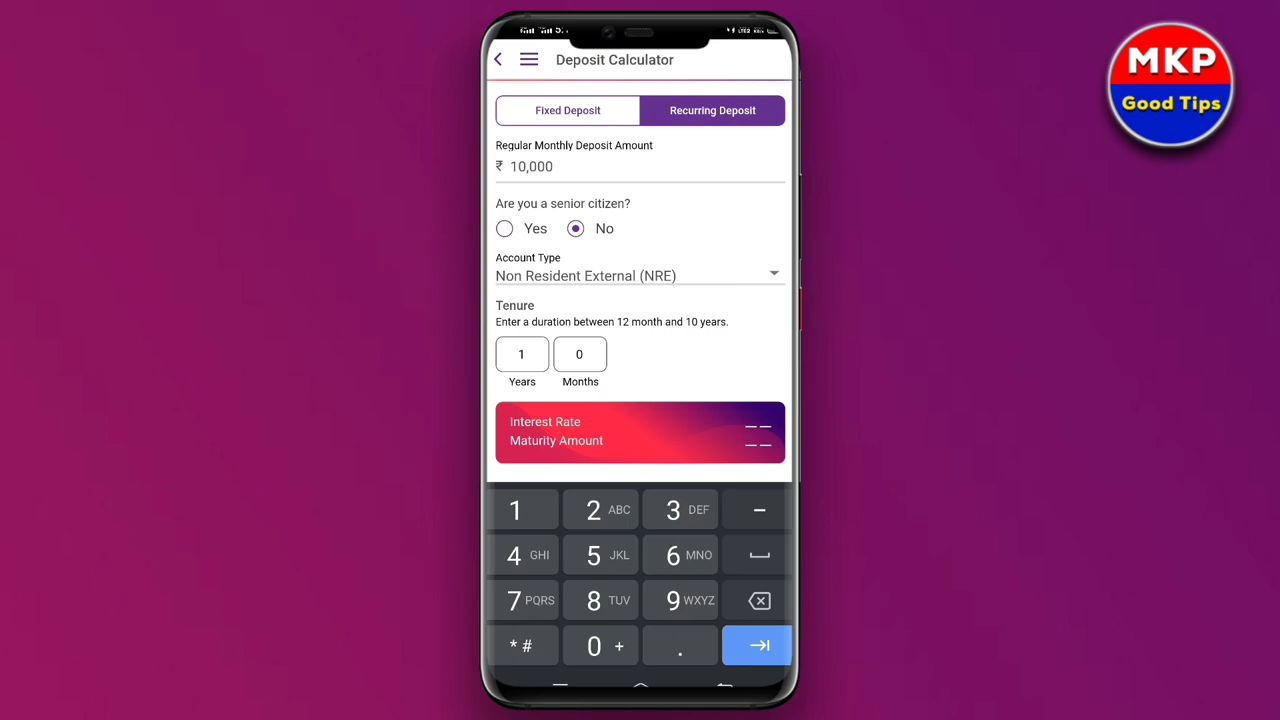 MKP
Good Tips
Deposit Calculator
Fixed Deposit
Recurring Deposit
Regular Monthly Deposit Amount
₹ 10,000
Are you a senior citizen?
Yes
No
Account Type
Non Resident External (NRE)
Tenure
Enter a duration between 12 month and 10 years.
1
0
Years
Months
Interest Rate
Maturity Amount
1
2 ABC
3 DEF
4 GHI
5 JKL
6 MNO
7 PQRS
8 TUV
9 WXYZ
* #
0 +
.